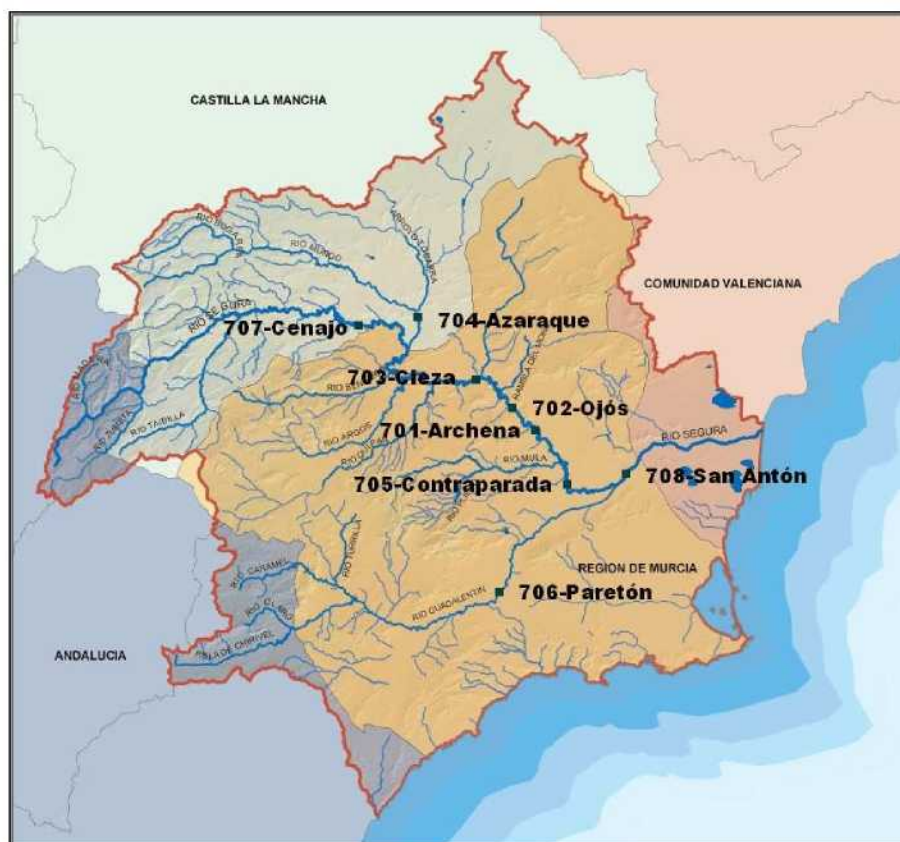 CASTILLA LA MANCHA
RIO MUNDO
COMUNIDAD VALENCIANA
RIO SEGURA
707-Cenajo
704-Azaraque
703-Cieza
702-Ojós
RIO TAIBILLA
RIO ARGOS
701-Archena
RIO SEGURA
RIO MULA
705-Contraparada
708-San Antón
REGION DE MURCIA
RIO CARAMEL
706-Paretón
RIO GUADALENTIN
ANDALUCIA